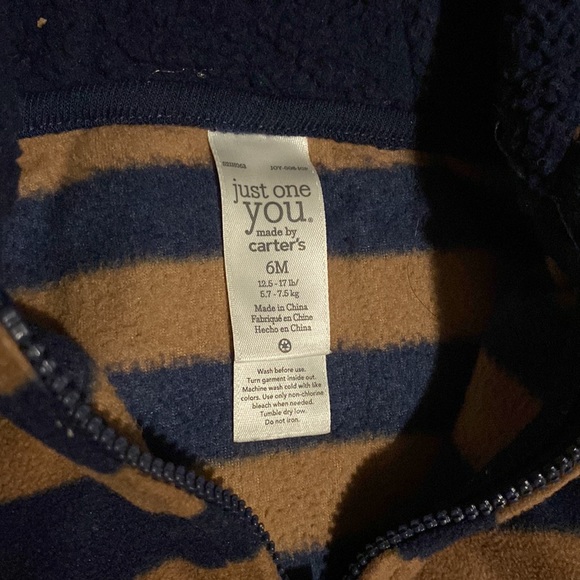 just one
you®
made by
carter's
6M
12.5 - 17 lb/
5.7 - 7.5 kg
Made in China
Fabriqué en Chine
Hecho en China
Wash before use.
Turn garment inside out.
Machine wash cold with like
colors. Use only non-chlorine
bleach when needed.
Tumble dry low.
Do not iron.